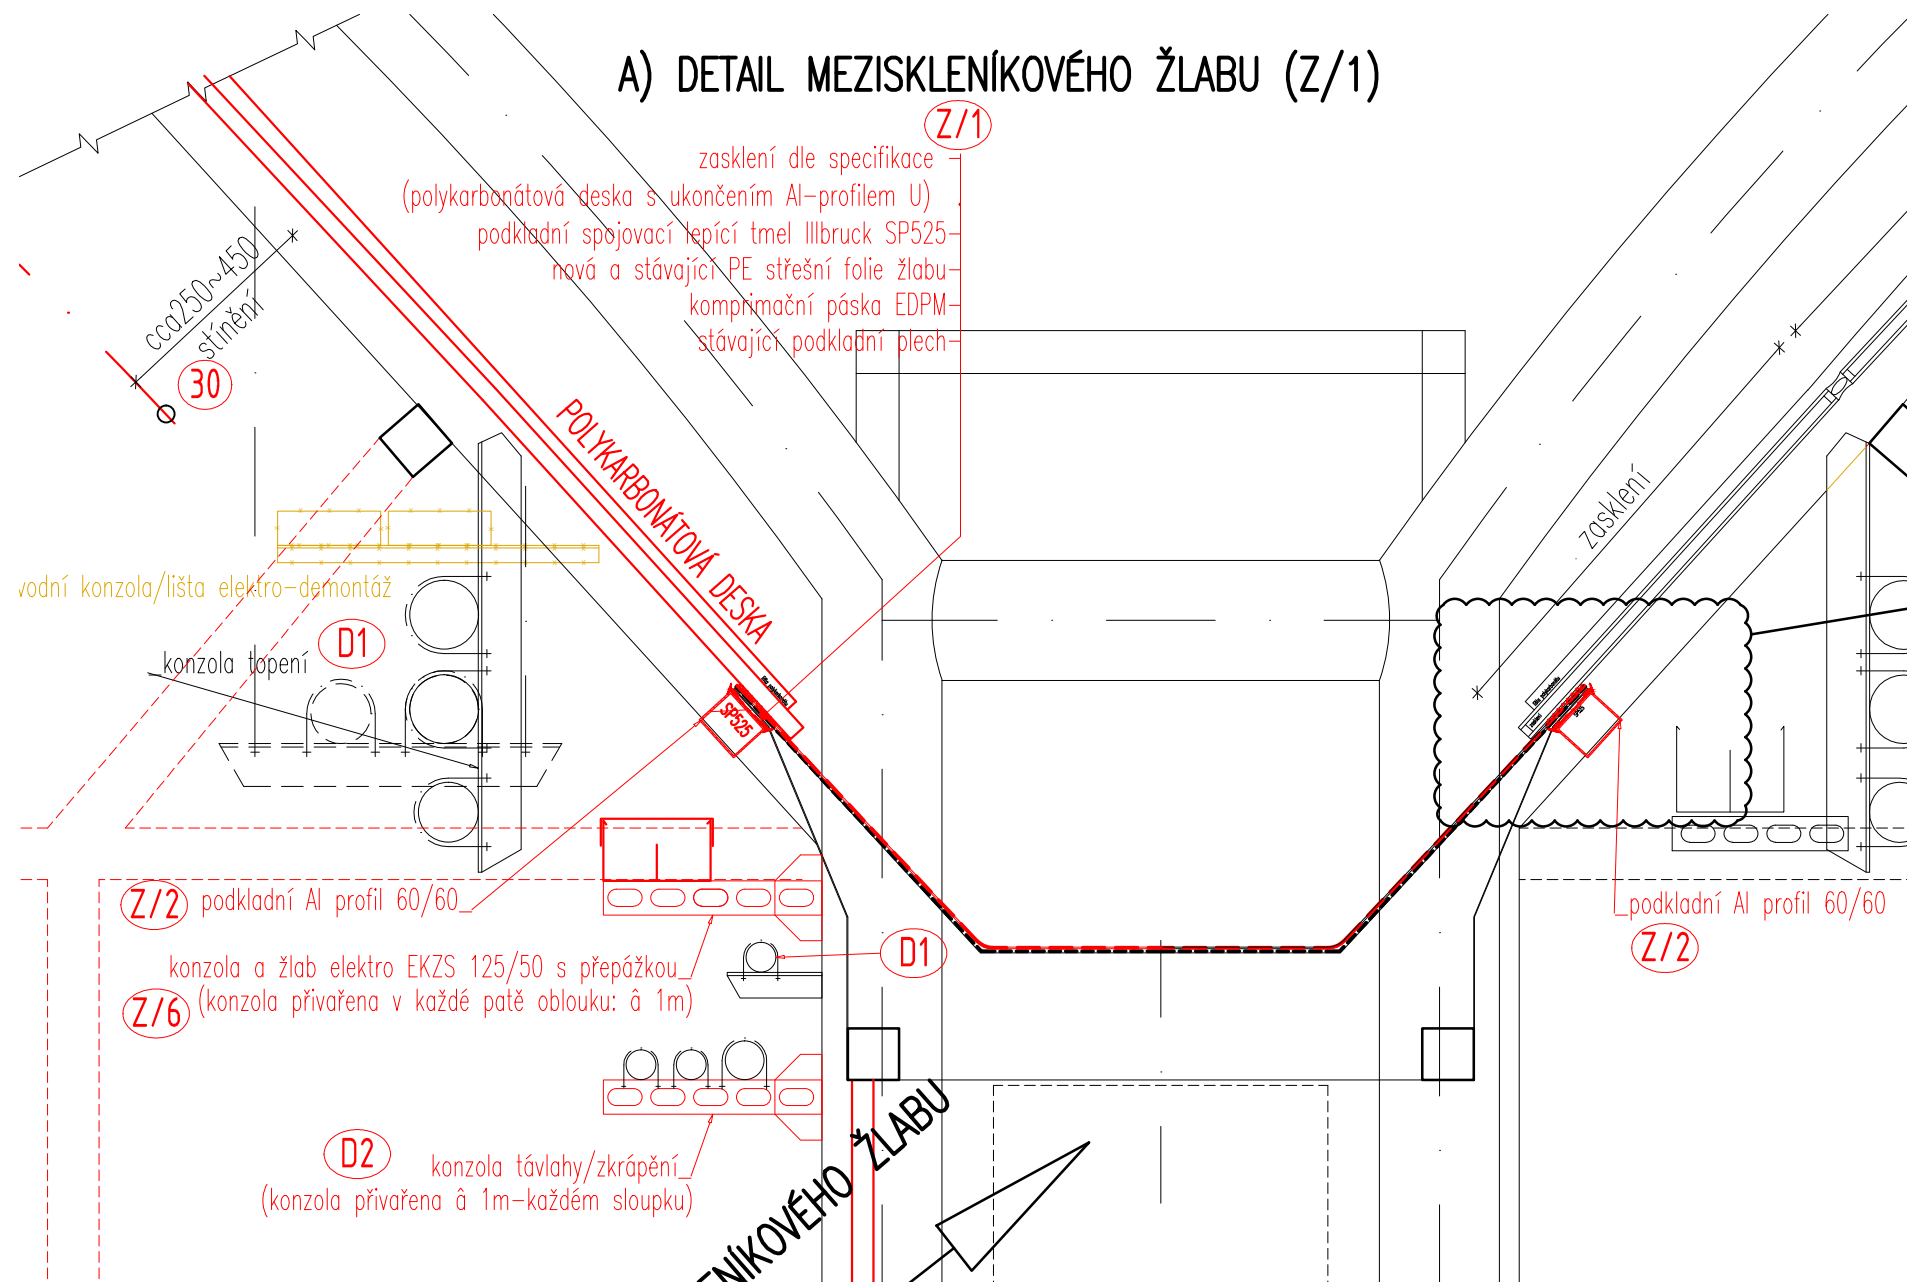 A) DETAIL MEZISKLENÍKOVÉHO ŽLABU (Z/1)
Z/1
zasklení dle specifikace
(polykarbonátová deska s ukončením Al-profilem U)
podkladní spojovací lepící tmel Illbruck SP525
nová a stávající PE střešní folie žlabu
komprimační páska EDPM
stávající podkladní plech
cca250~450
stínění
30
POLYKARBONÁTOVÁ DESKA
zasklení
vodní konzola/lišta elektro-demontáž
D1
konzola topení
SP525
Z/2
podkladní Al profil 60/60
podkladní Al profil 60/60
Z/2
D1
konzola a žlab elektro EKZS 125/50 s přepážkou
(konzola přivařena v každé patě oblouku: â 1m)
Z/6
D2
konzola távlahy/zkrápění
(konzola přivařena â 1m-každém sloupku)
ENÍKOVÉHO ŽLABU